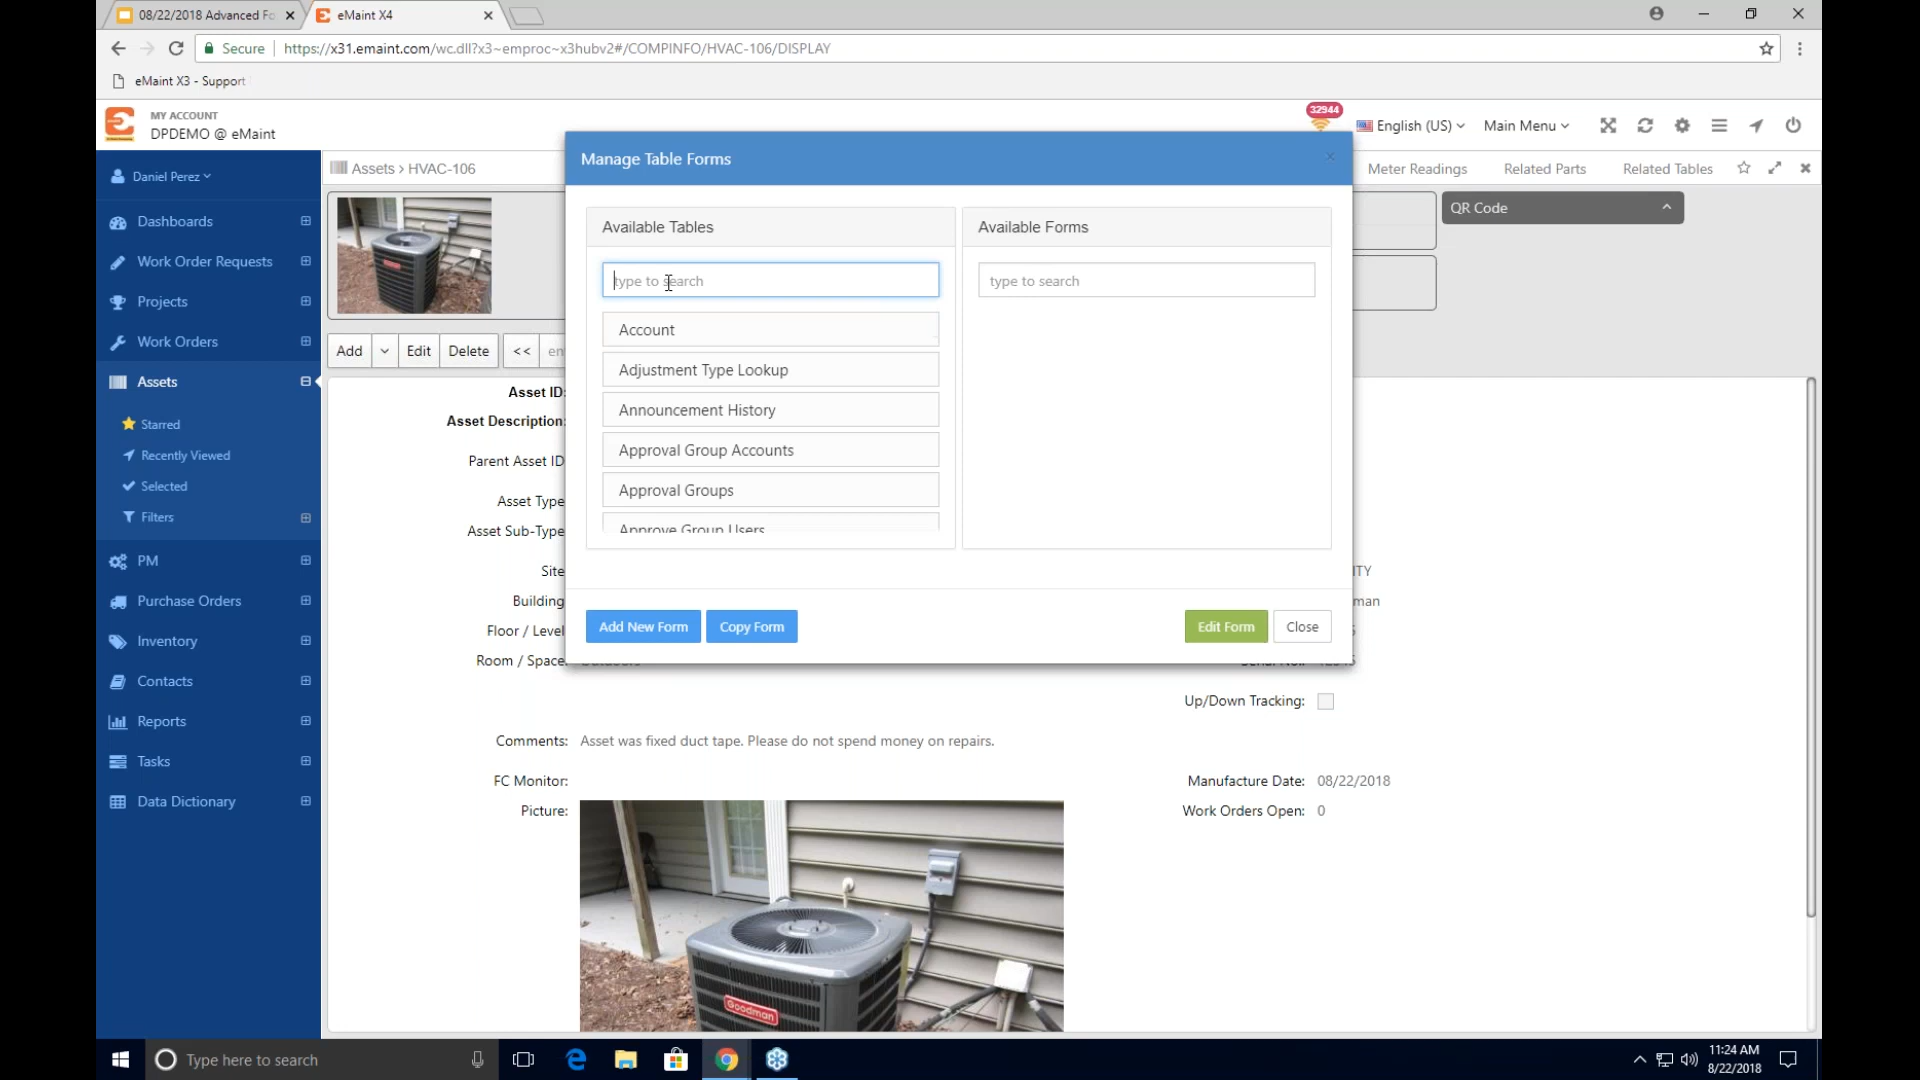 08/22/2018 Advanced Fo
eMaint X4
Secure
https://x31.emaint.com/wc.dll?x3~emproc~x3hubv2#/COMPINFO/HVAC-106/DISPLAY
eMaint X3 - Support
MY ACCOUNT
DPDEMO @ eMaint
32944
English (US)
Main Menu
Daniel Perez
Dashboards
Work Order Requests
Projects
Work Orders
Assets
Starred
Recently Viewed
Selected
Filters
PM
Purchase Orders
Inventory
Contacts
Reports
Tasks
Data Dictionary
Assets > HVAC-106
Meter Readings
Related Parts
Related Tables
QR Code
Add
Edit
Delete
<<
Asset ID:
Asset Description:
Parent Asset ID
Asset Type
Asset Sub-Type
Site
Building
Floor / Level
Room / Space:
Manage Table Forms
Available Tables
type to search
Account
Adjustment Type Lookup
Announcement History
Approval Group Accounts
Approval Groups
Approve Group Users
Available Forms
type to search
Add New Form
Copy Form
Edit Form
Close
Up/Down Tracking:
Comments: Asset was fixed duct tape. Please do not spend money on repairs.
FC Monitor:
Manufacture Date: 08/22/2018
Picture:
Work Orders Open: 0
Goodman
Type here to search
11:24 AM
8/22/2018